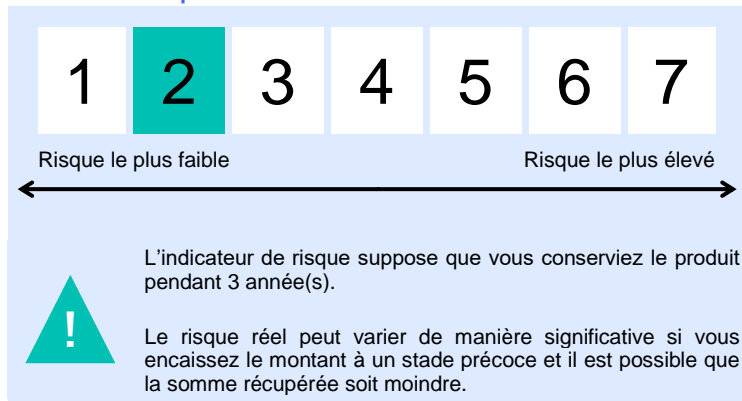 1 2 3 4 5 6 7
Risque le plus faible Risque le plus élevé
L'indicateur de risque suppose que vous conserviez le produit
pendant 3 année(s).
!
Le risque réel peut varier de manière significative si vous
encaissez le montant à un stade précoce et il est possible que
la somme récupérée soit moindre.